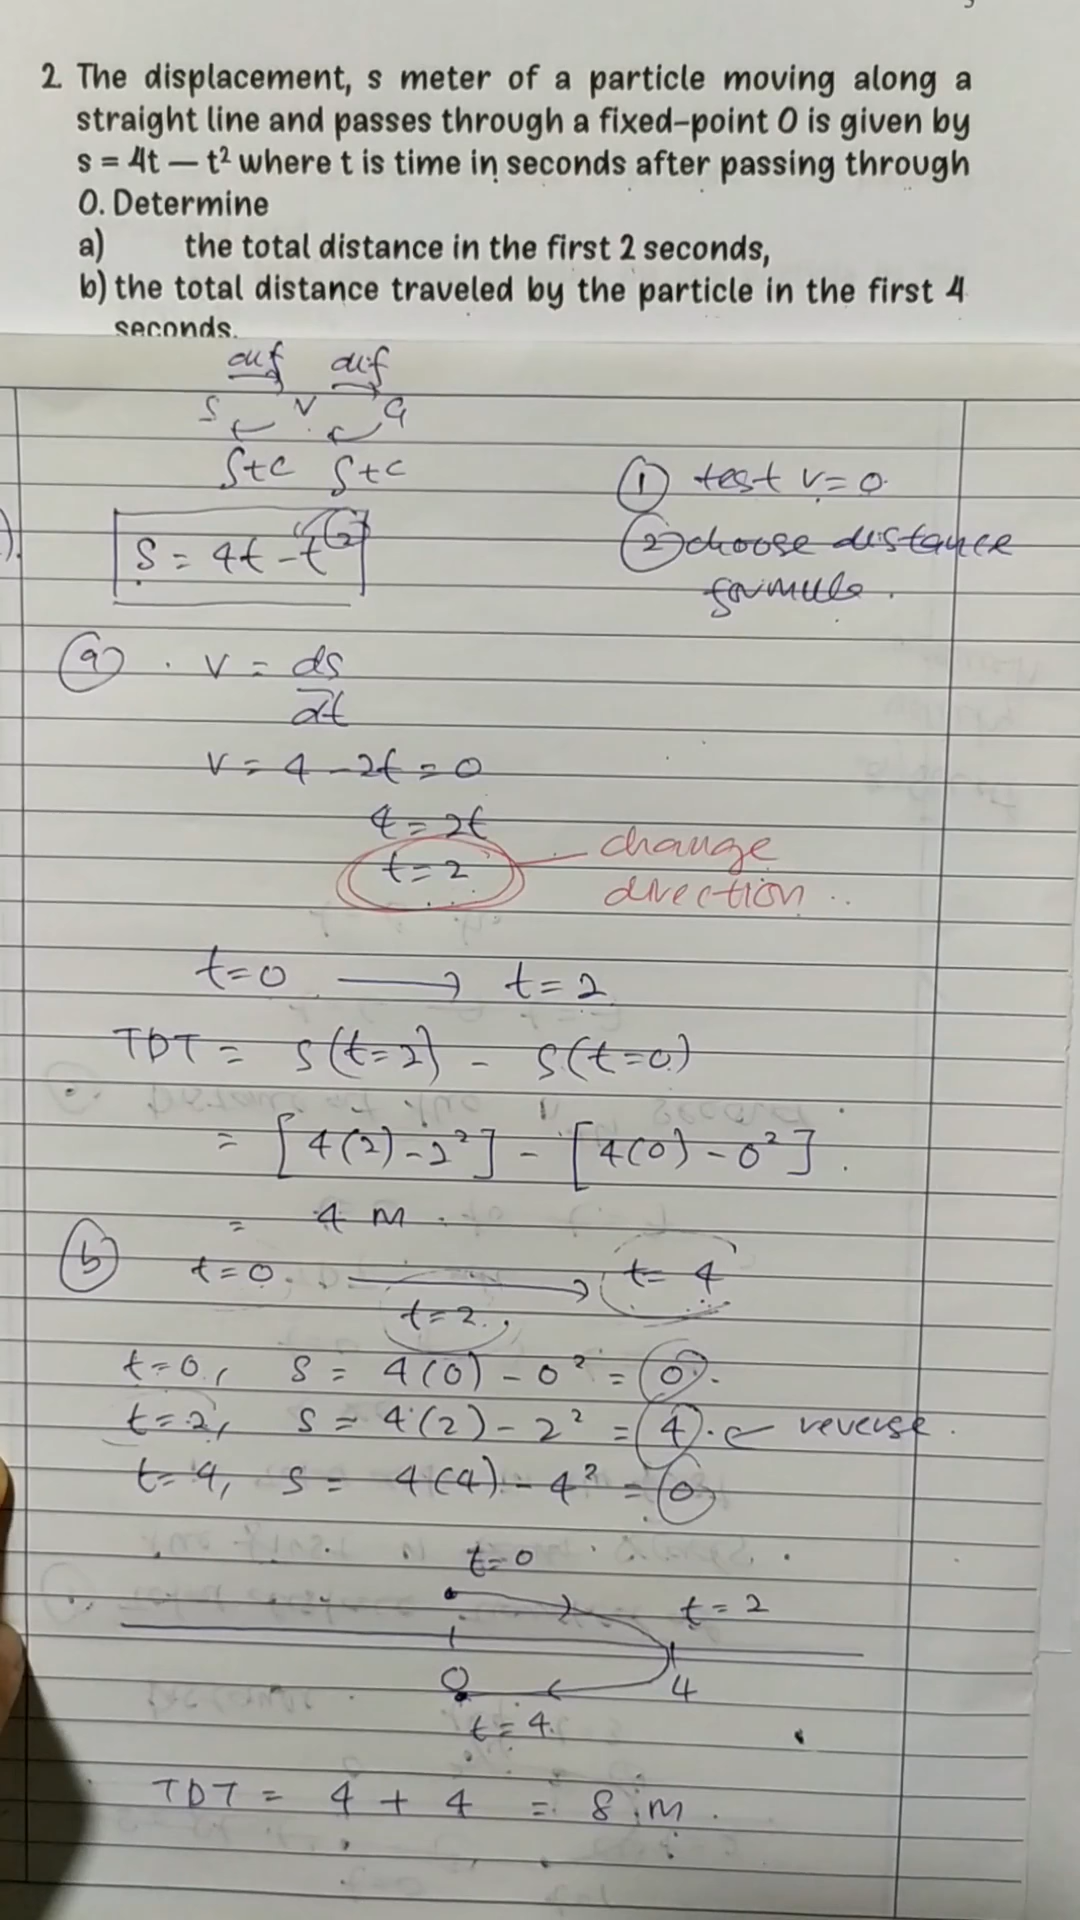 2. The displacement, s meter of a particle moving along a
straight line and passes through a fixed-point O is given by
s = 4t — t² where t is time in seconds after passing through
O. Determine
a) the total distance in the first 2 seconds,
b) the total distance traveled by the particle in the first 4
seconds.
dif dif
S V a
∫+c ∫+c
① test v=0
S = 4t - t²
② choose distance
formula.
ⓐ V = ds
dt
V = 4 - 2t = 0
4 = 2t
t=2 change
direction..
t=0 → t=2
TDT = s(t=2) - s(t=0)
= [4(2)-2²] - [4(0)-0²].
= 4 m.
ⓑ t=0 → t=4
t=2
t=0, s = 4(0) - 0² = 0.
t=2, s = 4(2) - 2² = 4. ← reverse.
t=4, s = 4(4) - 4² = 0
t=0
t=2
O 4
t=4.
TDT = 4 + 4 = 8 m.